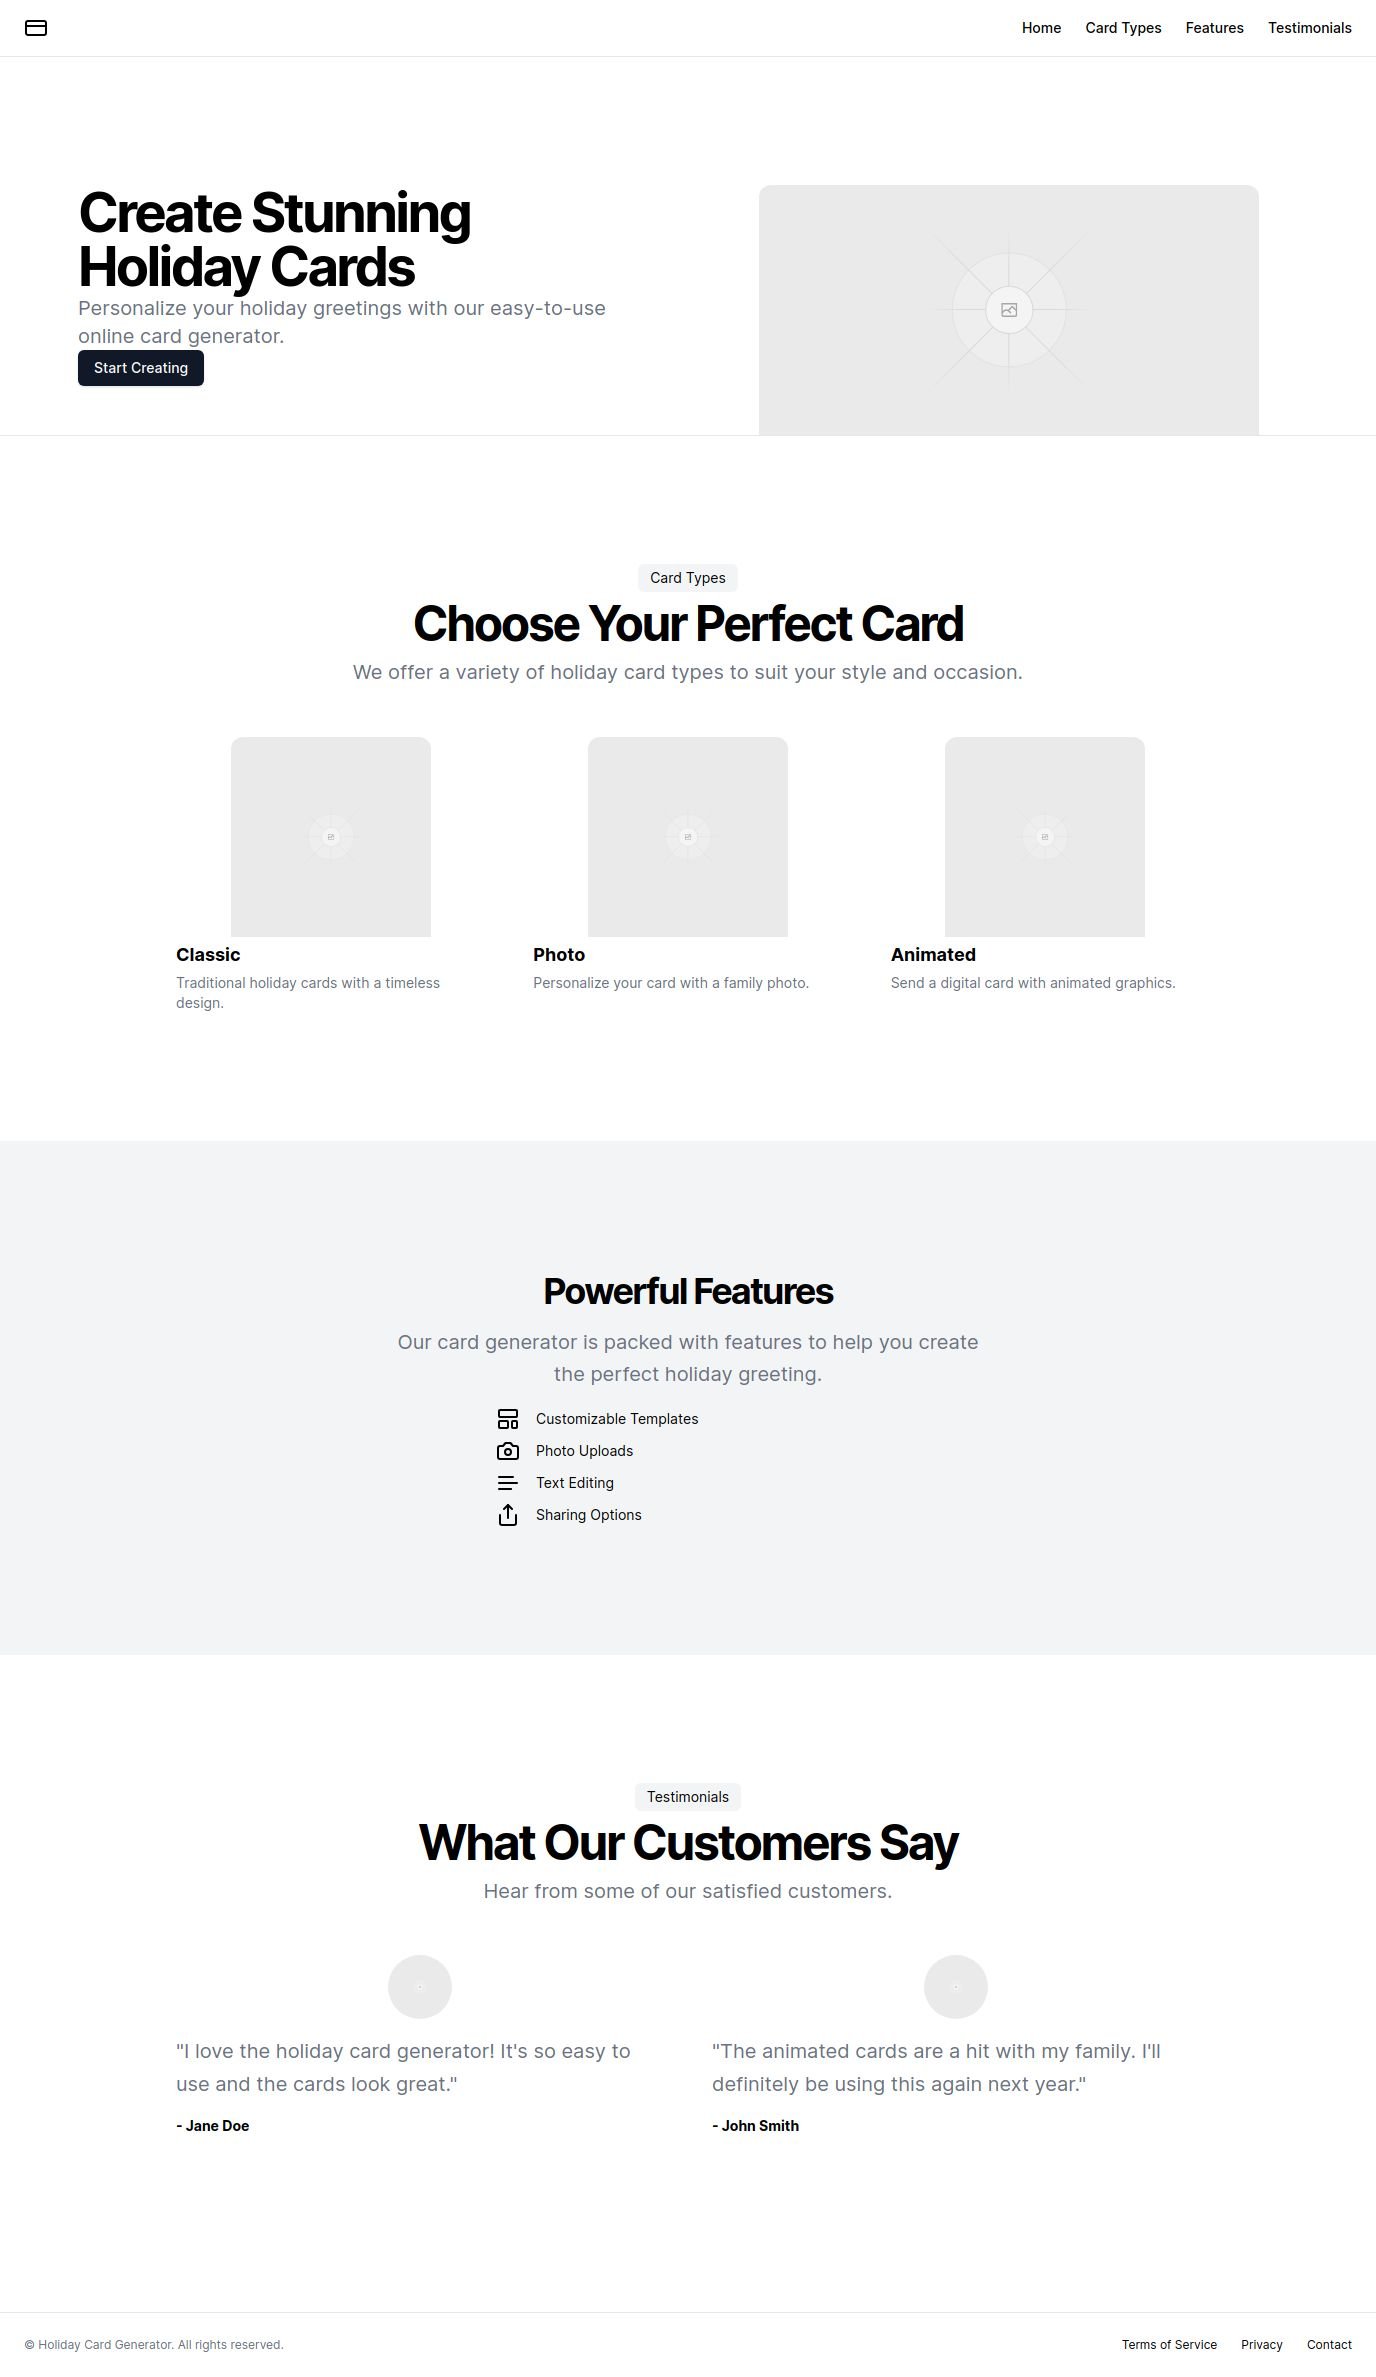 Home Card Types Features Testimonials
Create Stunning
Holiday Cards
Personalize your holiday greetings with our easy-to-use
online card generator.
Start Creating
Card Types
Choose Your Perfect Card
We offer a variety of holiday card types to suit your style and occasion.
Classic
Traditional holiday cards with a timeless
design.
Photo
Personalize your card with a family photo.
Animated
Send a digital card with animated graphics.
Powerful Features
Our card generator is packed with features to help you create
the perfect holiday greeting.
Customizable Templates
Photo Uploads
Text Editing
Sharing Options
Testimonials
What Our Customers Say
Hear from some of our satisfied customers.
"I love the holiday card generator! It's so easy to
use and the cards look great."
- Jane Doe
"The animated cards are a hit with my family. I'll
definitely be using this again next year."
- John Smith
© Holiday Card Generator. All rights reserved.
Terms of Service Privacy Contact